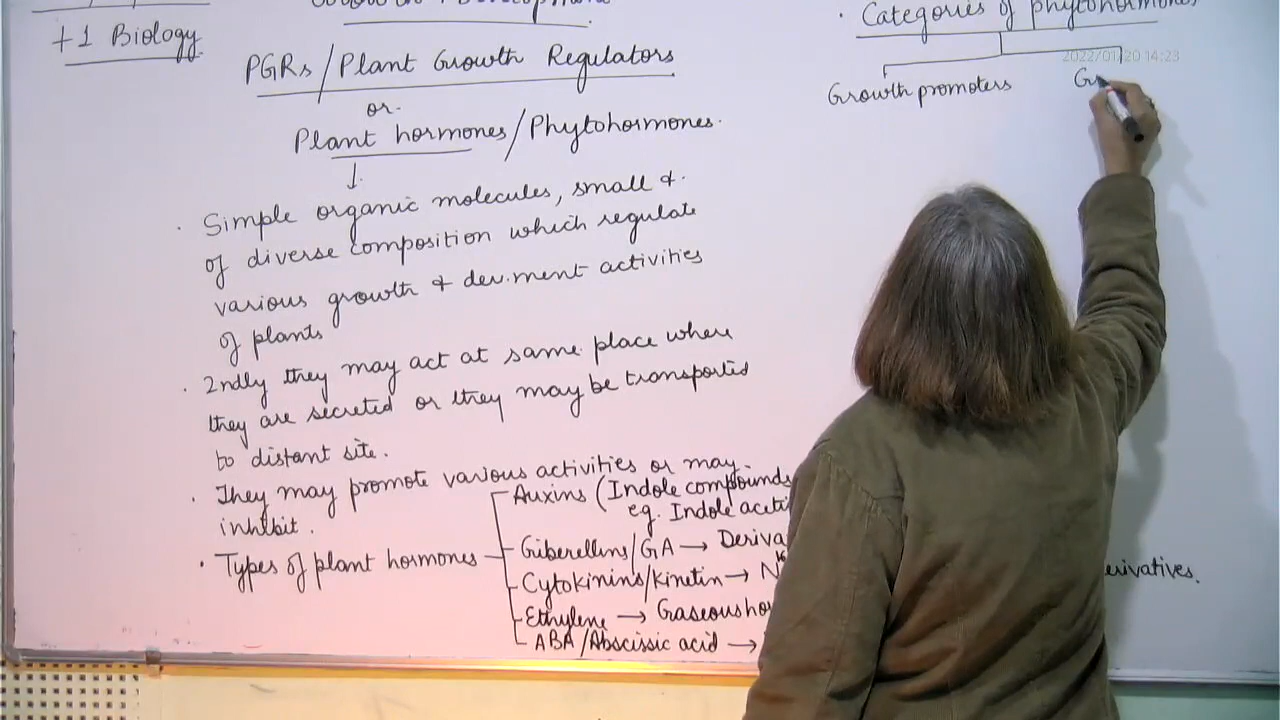 +1 Biology
PGRs/Plant Growth Regulators
or.
Plant hormones/Phytohormones.
↓
• Simple organic molecules, small &
of diverse composition which regulate
various growth & dev.ment activities
of plants
• 2ndly they may act at same place where
they are secreted or they may be transported
to distant site.
• They may promote various activities or may
inhibit.
• Types of plant hormones
Auxins (Indole compounds
eg. Indole aceti
Giberellins/GA → Deriva
Cytokinins/kinetin → N
Ethylene → Gaseous ho
ABA/Abscissic acid →
erivatives.
• Categories of phytohormones
2022/01/20 14:23
Growth promoters
Gr